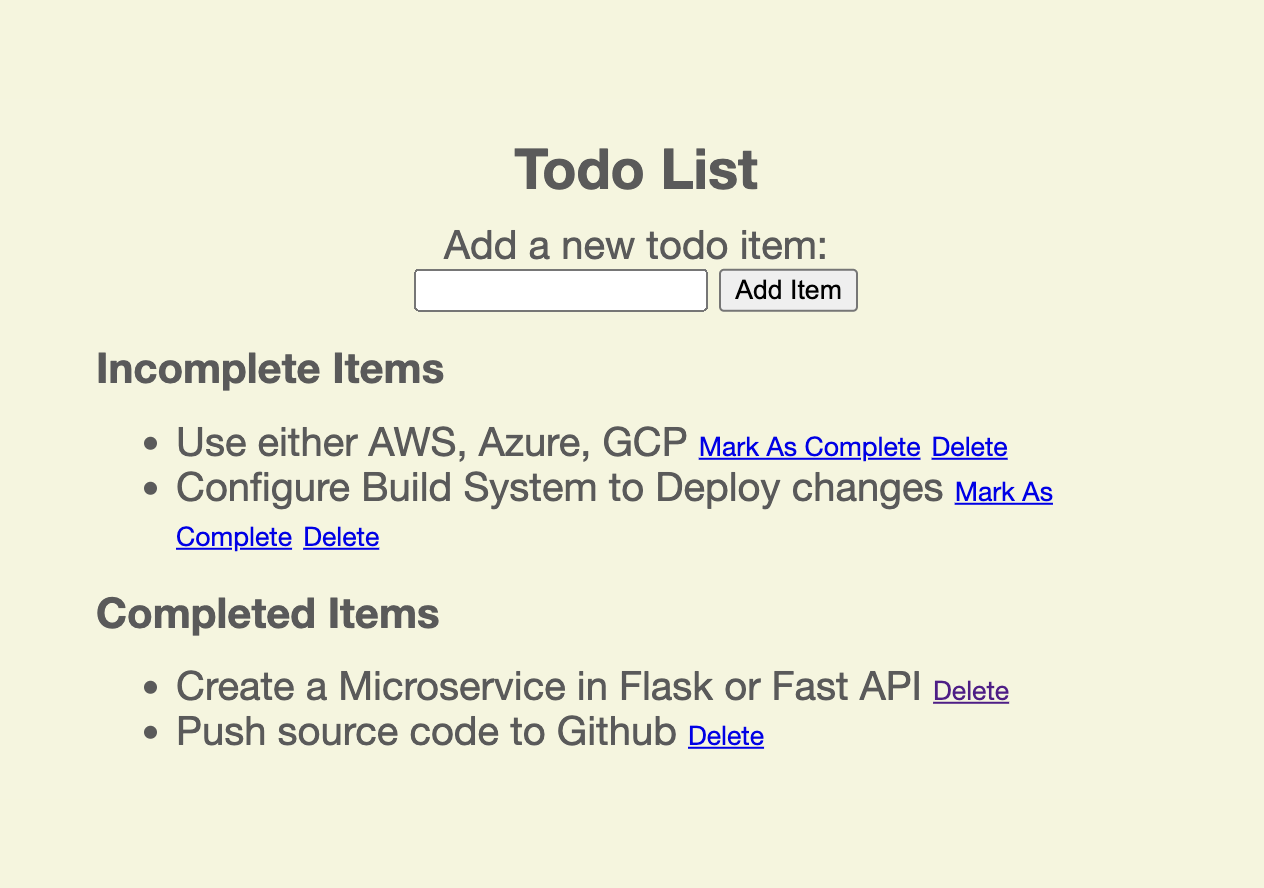 Todo List
Add a new todo item:
Add Item
Incomplete Items
Use either AWS, Azure, GCP Mark As Complete Delete
Configure Build System to Deploy changes Mark As
Complete Delete
Completed Items
Create a Microservice in Flask or Fast API Delete
Push source code to Github Delete